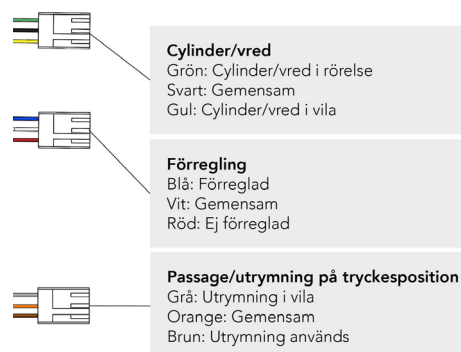 Cylinder/vred
Grön: Cylinder/vred i rörelse
Svart: Gemensam
Gul: Cylinder/vred i vila
Förregling
Blå: Förreglad
Vit: Gemensam
Röd: Ej förreglad
Passage/utrymning på tryckesposition
Grå: Utrymning i vila
Orange: Gemensam
Brun: Utrymning används